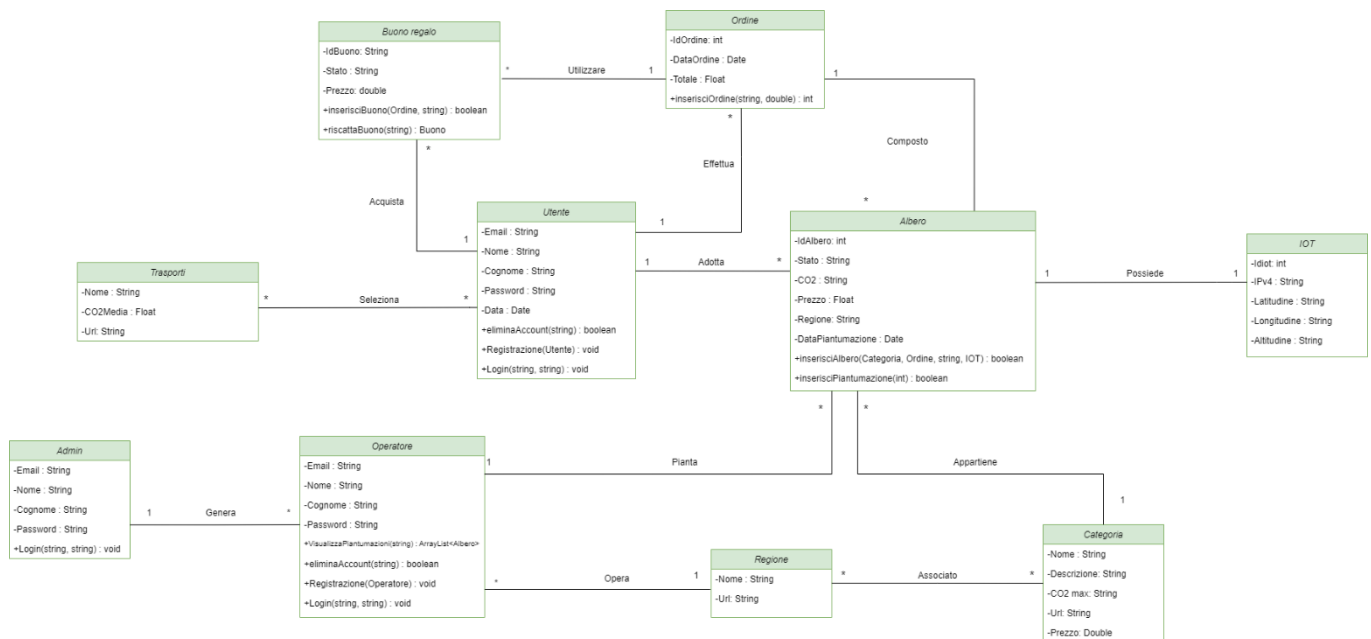 Buono regalo
-IdBuono: String
-Stato : String
-Prezzo: double
+inserisciBuono(Ordine, string) : boolean
+riscattaBuono(string) : Buono
Ordine
-IdOrdine: int
-DataOrdine : Date
-Totale : Float
+inserisciOrdine(string, double) : int
* Utilizzare 1
1
*
*
Effettua
Composto
Acquista
*
1
1
Utente
-Email : String
-Nome : String
-Cognome : String
-Password : String
-Data : Date
+eliminaAccount(string) : boolean
+Registrazione(Utente) : void
+Login(string, string) : void
Albero
-IdAlbero: int
-Stato : String
-CO2 : String
-Prezzo : Float
-Regione: String
-DataPiantumazione : Date
+inserisciAlbero(Categoria, Ordine, string, IOT) : boolean
+inserisciPiantumazione(int) : boolean
1 Adotta *
IOT
-Idiot: int
-IPv4 : String
-Latitudine : String
-Longitudine : String
-Altitudine : String
1 Possiede 1
Trasporti
-Nome : String
-CO2Media : Float
-Url: String
* Seleziona *
* *
Admin
-Email : String
-Nome : String
-Cognome : String
-Password : String
+Login(string, string) : void
1 Genera *
Operatore
-Email : String
-Nome : String
-Cognome : String
-Password : String
+VisualizzaPiantumazioni(string) : ArrayList<Albero>
+eliminaAccount(string) : boolean
+Registrazione(Operatore) : void
+Login(string, string) : void
1 Pianta
Appartiene
1
* Opera 1
Regione
-Nome : String
-Url: String
* Associato *
Categoria
-Nome : String
-Descrizione: String
-CO2 max: String
-Url: String
-Prezzo: Double